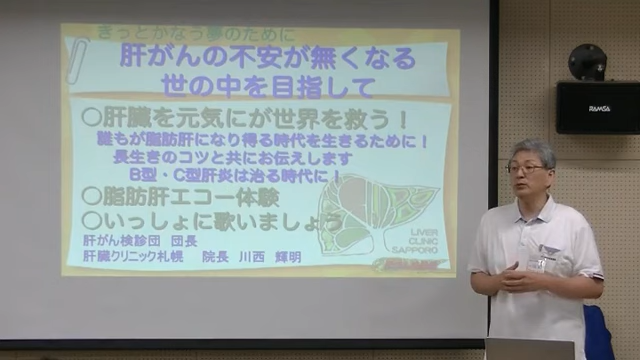 きっとかなう夢のために
肝がんの不安が無くなる
世の中を目指して
〇肝臓を元気にが世界を救う！
誰もが脂肪肝になり得る時代を生きるために！
長生きのコツと共にお伝えします
B型・C型肝炎は治る時代に！
〇脂肪肝エコー体験
〇いっしょに歌いましょう
肝がん検診団　団長
肝臓クリニック札幌　院長　川西　輝明
LIVER
CLINIC
SAPPORO
RAMSA